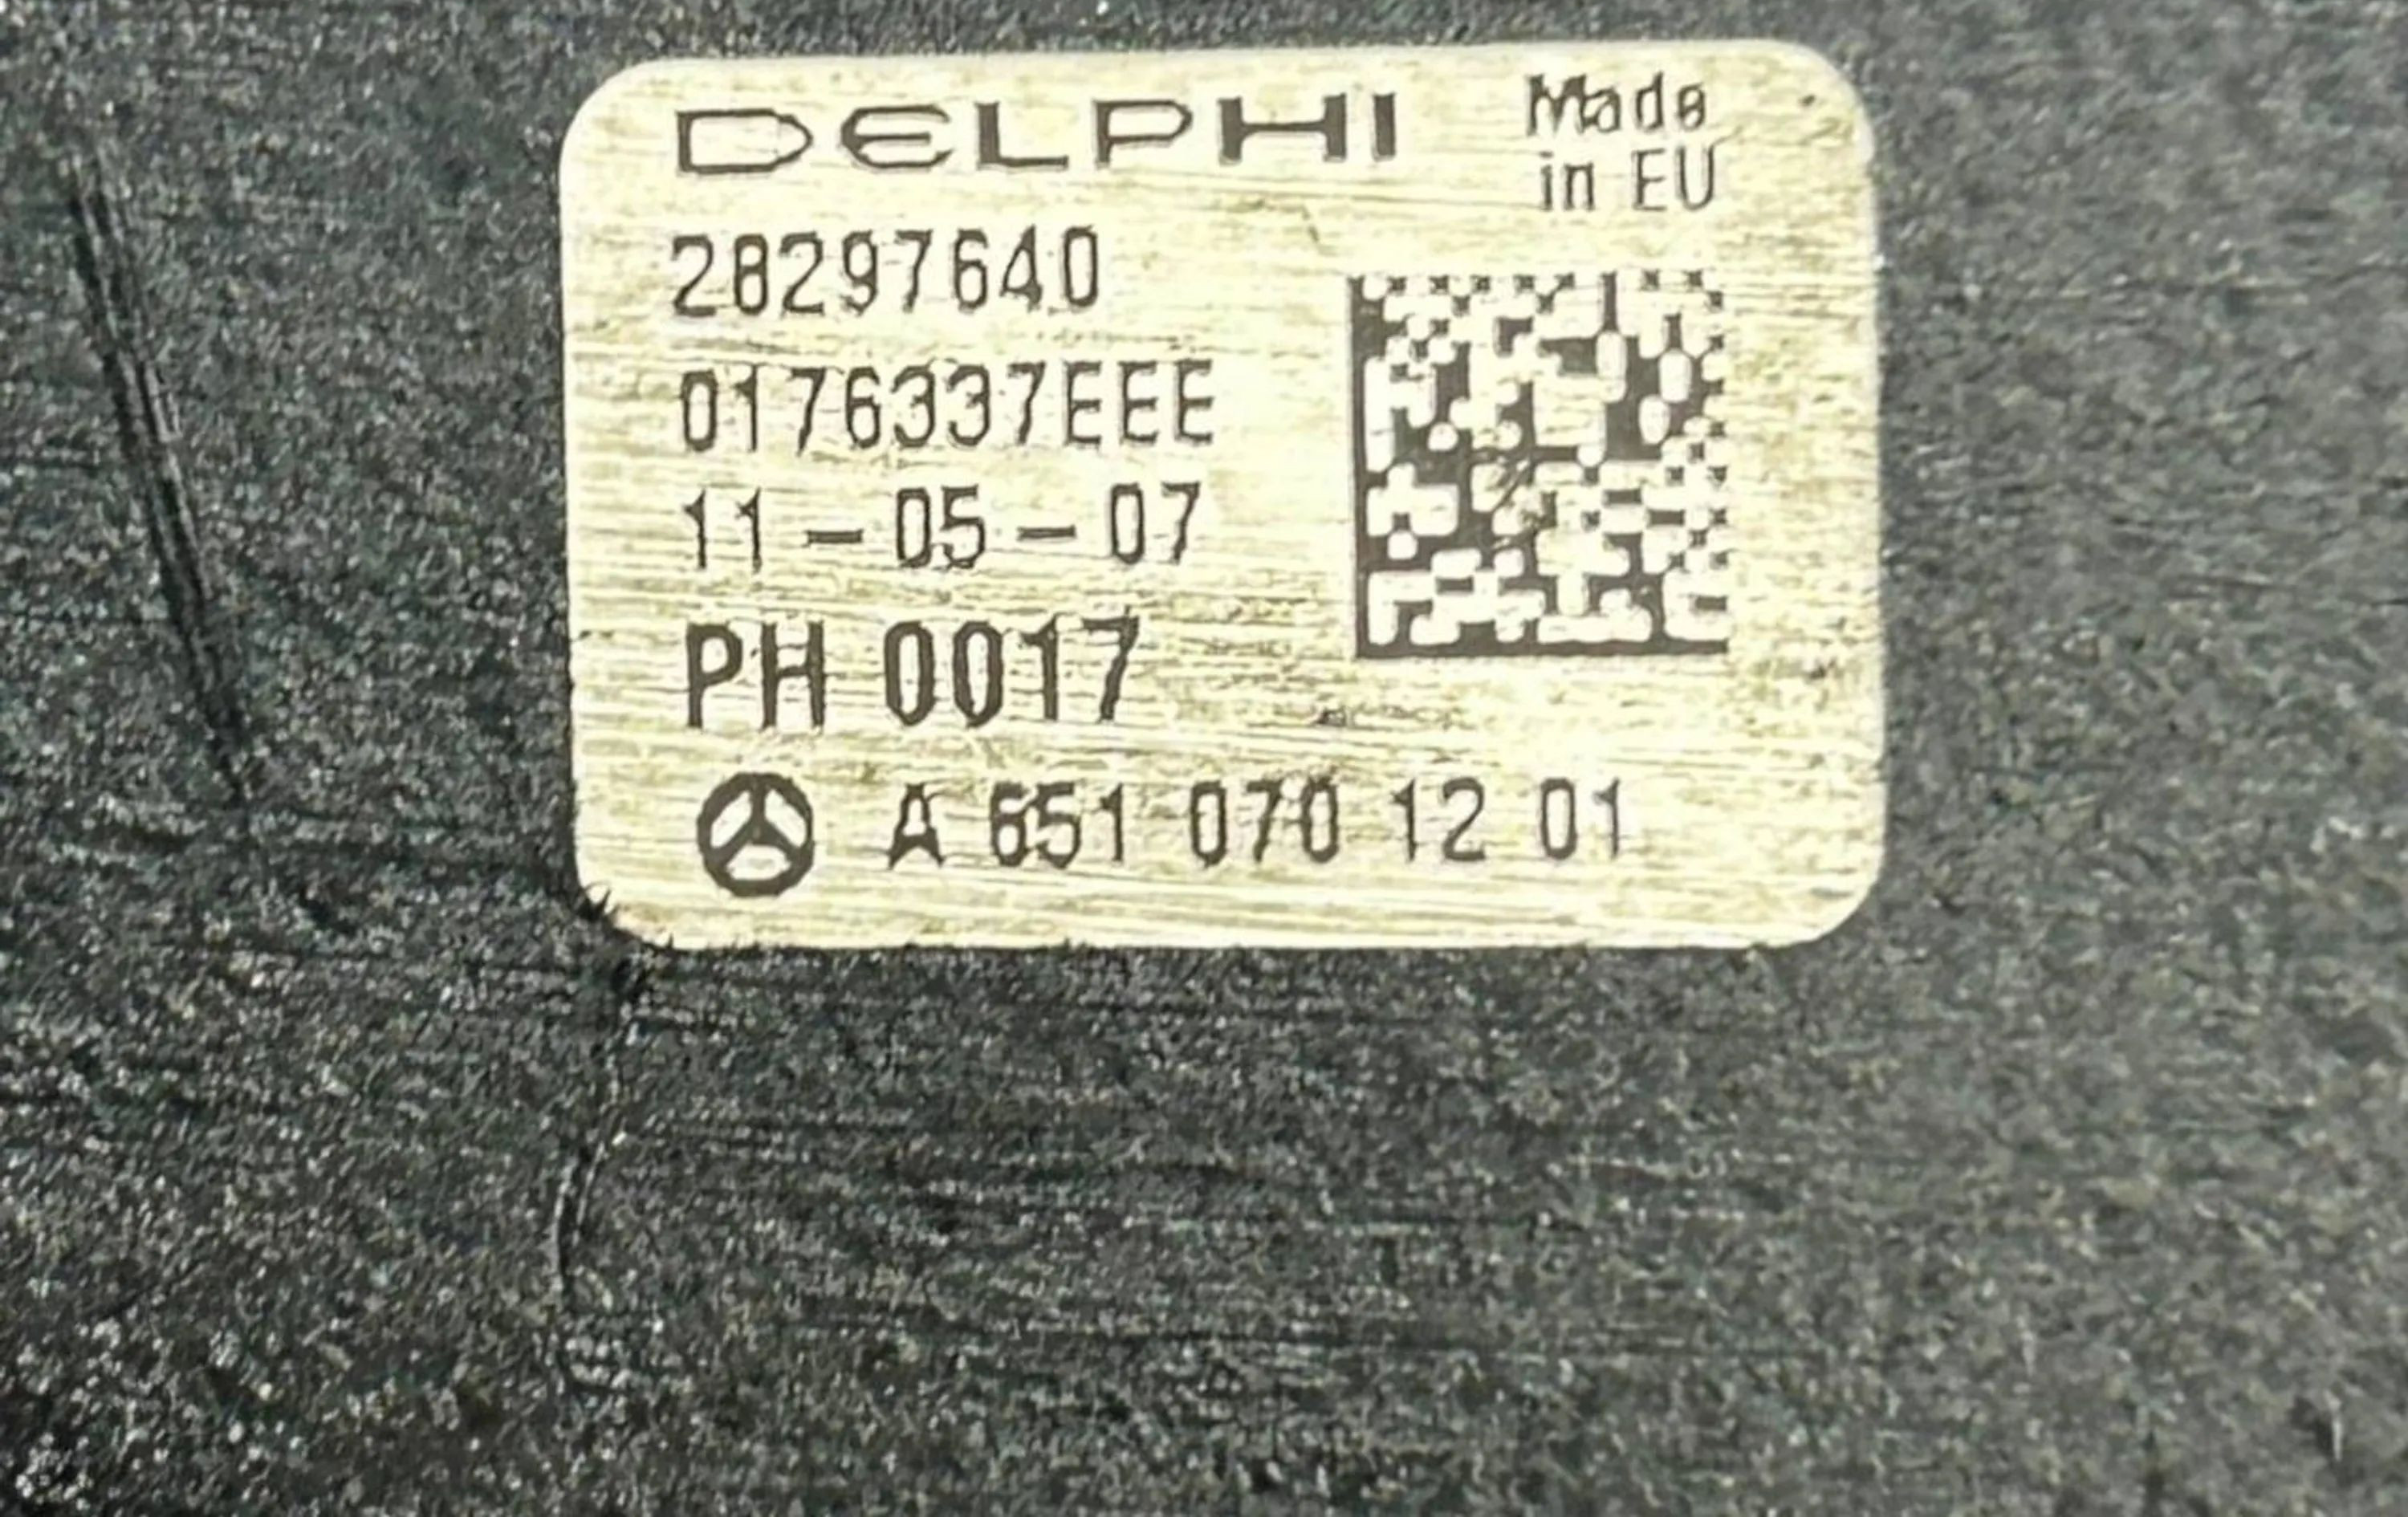 DELPHI
Made
in EU
28297640
0176337EEE
11-05-07
PH 0017
A 651 070 12 01